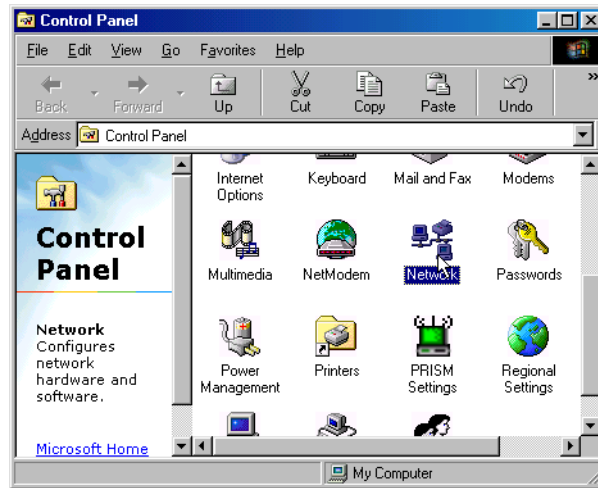 Control Panel
File Edit View Go Favorites Help
Back Forward Up Cut Copy Paste Undo »
Address Control Panel
Control
Panel
Network
Configures
network
hardware and
software.
Microsoft Home
Internet
Options
Keyboard
Mail and Fax
Modems
Multimedia
NetModem
Network
Passwords
Power
Management
Printers
PRISM
Settings
Regional
Settings
My Computer